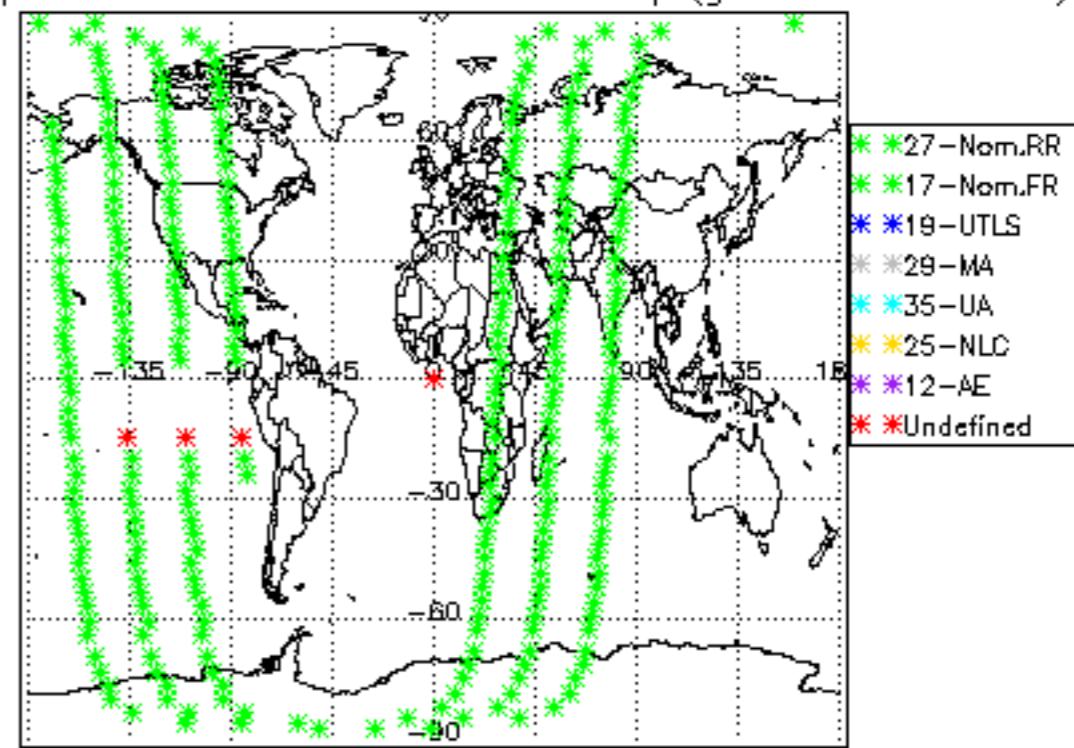 60
-135
45
45
90
135
-30
-60
-90
27-Nom.RR
17-Nom.FR
19-UTLS
29-MA
35-UA
25-NLC
12-AE
Undefined